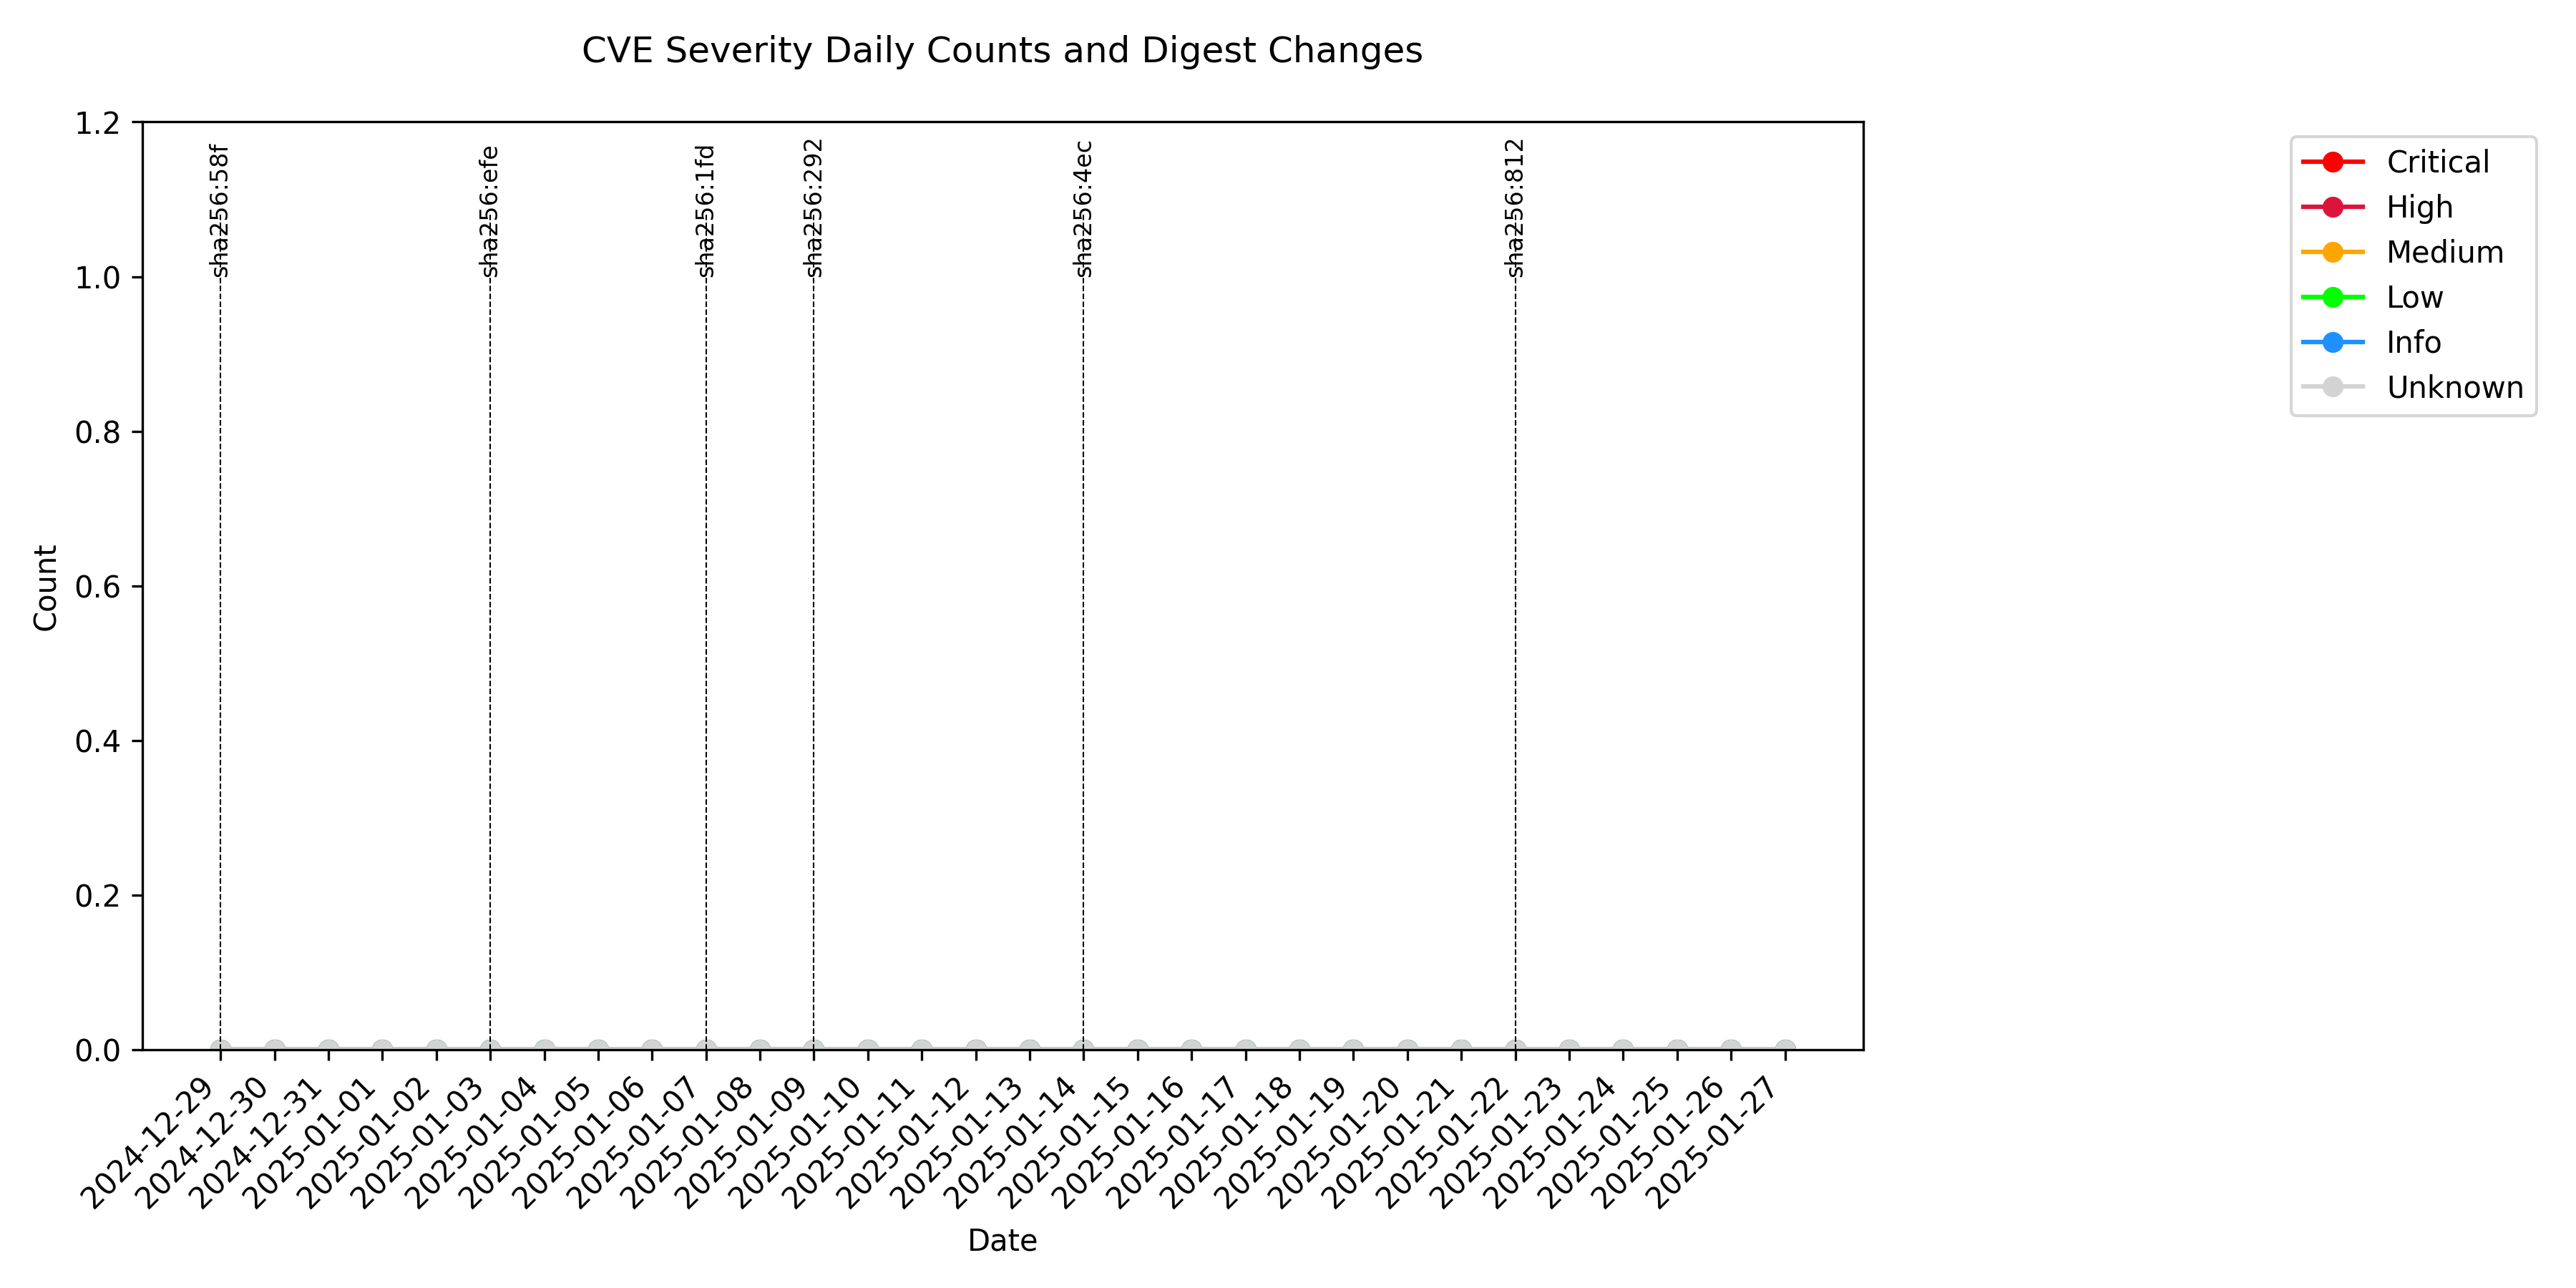 CVE Severity Daily Counts and Digest Changes
1.2
1.0
0.8
0.6
0.4
0.2
0.0
Count
sha256:58f
sha256:efe
sha256:1fd
sha256:292
sha256:4ec
sha256:812
Critical
High
Medium
Low
Info
Unknown
2024-12-29
2024-12-30
2024-12-31
2025-01-01
2025-01-02
2025-01-03
2025-01-04
2025-01-05
2025-01-06
2025-01-07
2025-01-08
2025-01-09
2025-01-10
2025-01-11
2025-01-12
2025-01-13
2025-01-14
2025-01-15
2025-01-16
2025-01-17
2025-01-18
2025-01-19
2025-01-20
2025-01-21
2025-01-22
2025-01-23
2025-01-24
2025-01-25
2025-01-26
2025-01-27
Date